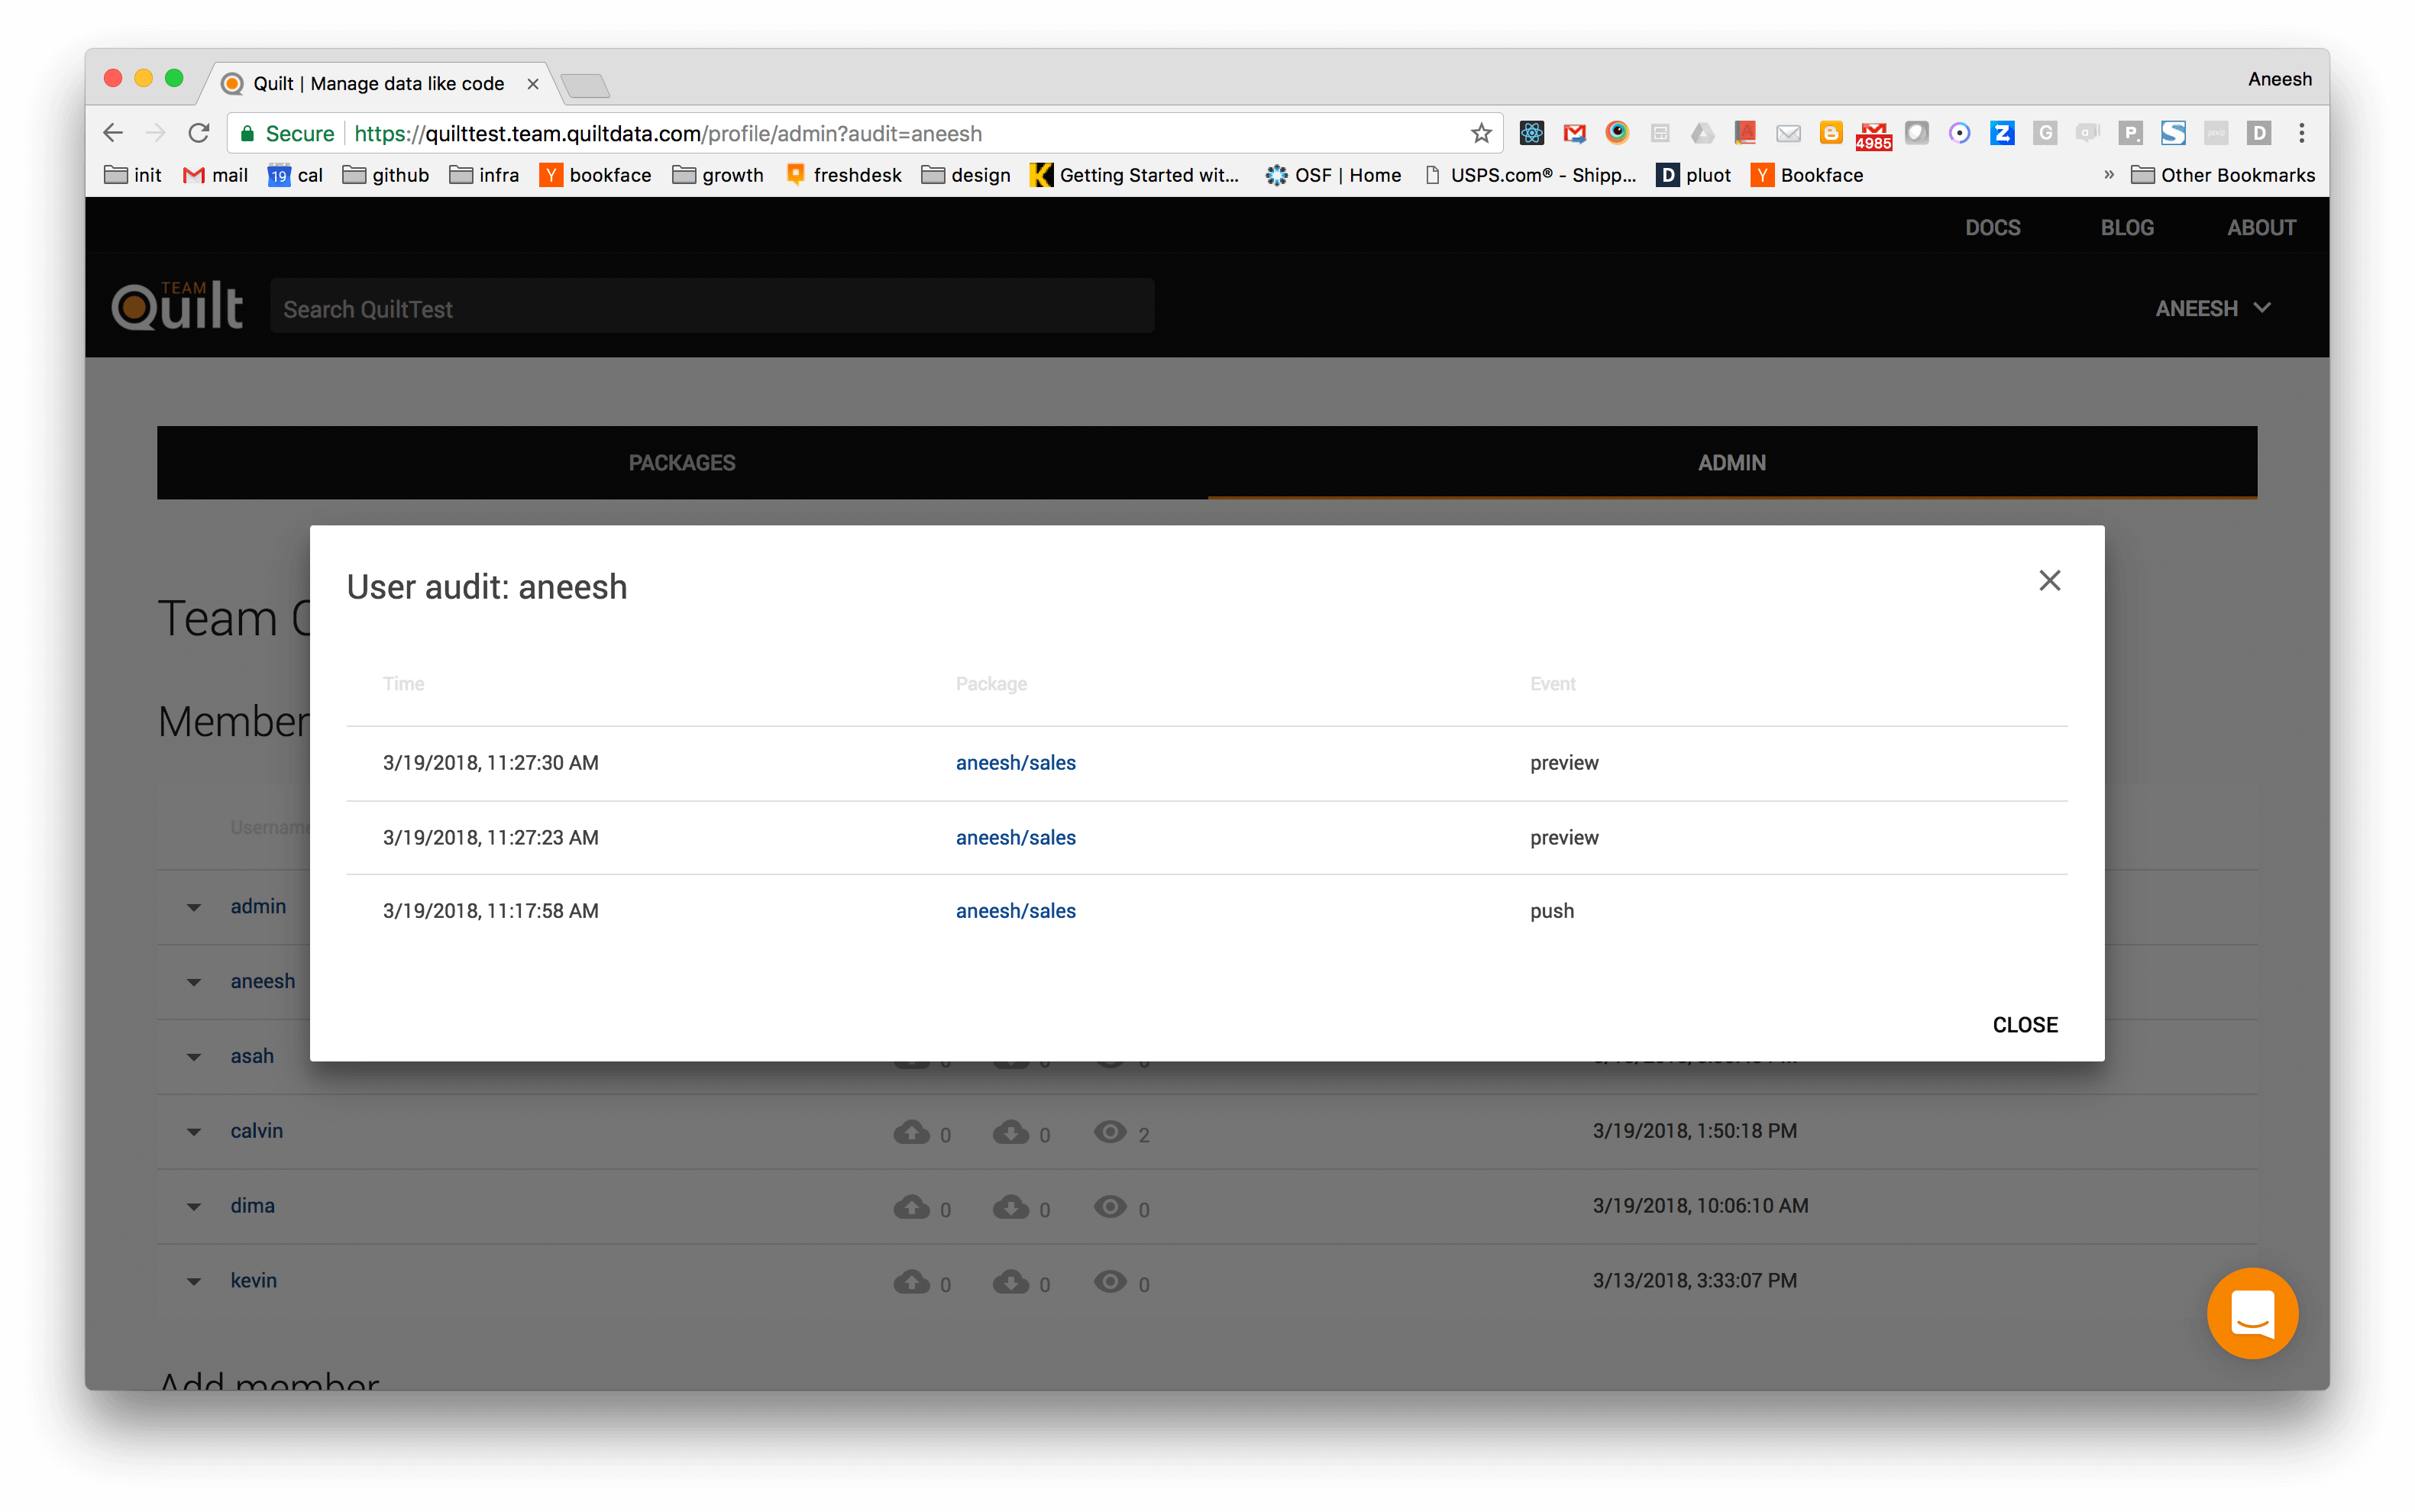 Quilt | Manage data like code
Aneesh
Secure https://quilttest.team.quiltdata.com/profile/admin?audit=aneesh
4985
init mail 19 cal github infra Y bookface growth freshdesk design Getting Started wit... OSF | Home USPS.com® - Shipp... D pluot Y Bookface » Other Bookmarks
DOCS BLOG ABOUT
TEAM
Quilt
Search QuiltTest
ANEESH
PACKAGES ADMIN
Team
Member
User audit: aneesh
Time Package Event
3/19/2018, 11:27:30 AM aneesh/sales preview
3/19/2018, 11:27:23 AM aneesh/sales preview
3/19/2018, 11:17:58 AM aneesh/sales push
CLOSE
Username
admin
aneesh
asah
calvin 0 0 2 3/19/2018, 1:50:18 PM
dima 0 0 0 3/19/2018, 10:06:10 AM
kevin 0 0 0 3/13/2018, 3:33:07 PM
Add member